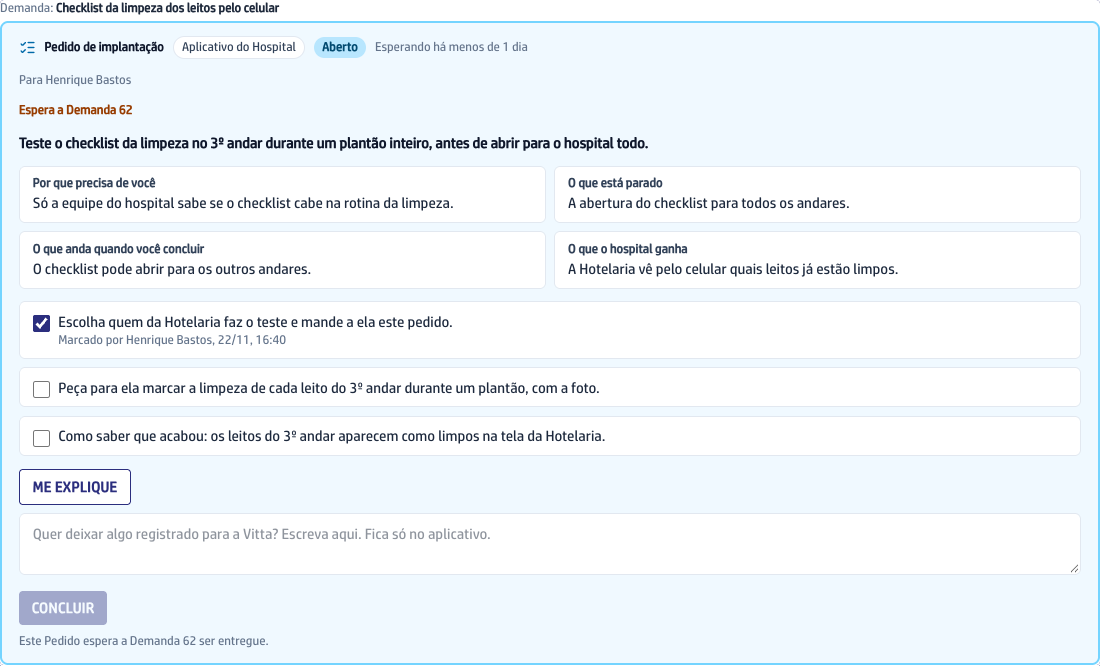 Demanda: Checklist da limpeza dos leitos pelo celular
Pedido de implantação Aplicativo do Hospital Aberto Esperando há menos de 1 dia
Para Henrique Bastos
Espera a Demanda 62
Teste o checklist da limpeza no 3º andar durante um plantão inteiro, antes de abrir para o hospital todo.
Por que precisa de você
Só a equipe do hospital sabe se o checklist cabe na rotina da limpeza.
O que está parado
A abertura do checklist para todos os andares.
O que anda quando você concluir
O checklist pode abrir para os outros andares.
O que o hospital ganha
A Hotelaria vê pelo celular quais leitos já estão limpos.
Escolha quem da Hotelaria faz o teste e mande a ela este pedido.
Marcado por Henrique Bastos, 22/11, 16:40
Peça para ela marcar a limpeza de cada leito do 3º andar durante um plantão, com a foto.
Como saber que acabou: os leitos do 3º andar aparecem como limpos na tela da Hotelaria.
ME EXPLIQUE
Quer deixar algo registrado para a Vitta? Escreva aqui. Fica só no aplicativo.
CONCLUIR
Este Pedido espera a Demanda 62 ser entregue.